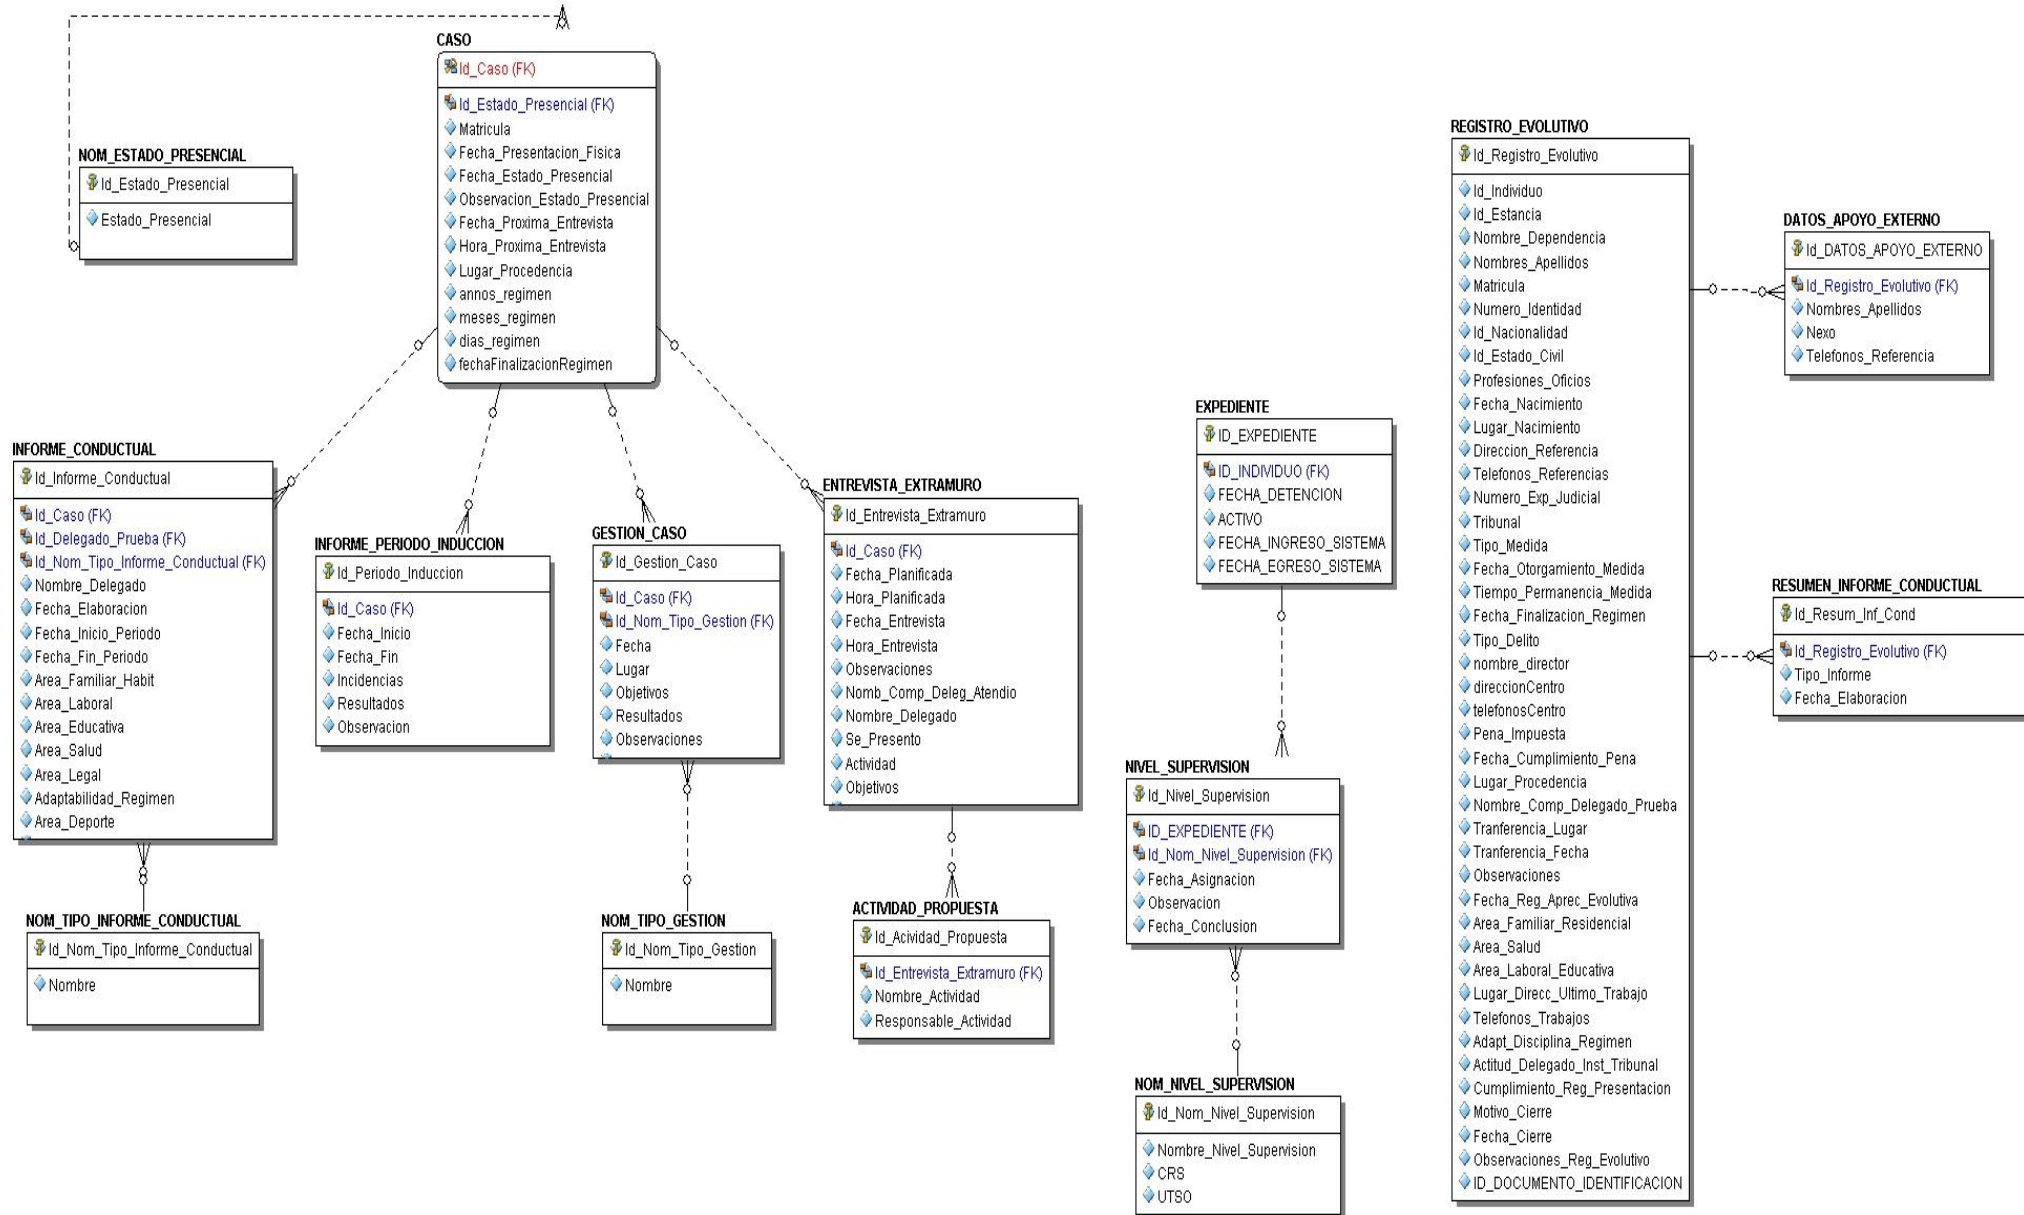 CASO
Id_Caso (FK)
Id_Estado_Presencial (FK)
Matricula
Fecha_Presentacion_Fisica
Fecha_Estado_Presencial
Observacion_Estado_Presencial
Fecha_Proxima_Entrevista
Hora_Proxima_Entrevista
Lugar_Procedencia
annos_regimen
meses_regimen
dias_regimen
fechaFinalizacionRegimen
NOM_ESTADO_PRESENCIAL
Id_Estado_Presencial
Estado_Presencial
INFORME_CONDUCTUAL
Id_Informe_Conductual
Id_Caso (FK)
Id_Delegado_Prueba (FK)
Id_Nom_Tipo_Informe_Conductual (FK)
Nombre_Delegado
Fecha_Elaboracion
Fecha_Inicio_Periodo
Fecha_Fin_Periodo
Area_Familiar_Habit
Area_Laboral
Area_Educativa
Area_Salud
Area_Legal
Adaptabilidad_Regimen
Area_Deporte
NOM_TIPO_INFORME_CONDUCTUAL
Id_Nom_Tipo_Informe_Conductual
Nombre
INFORME_PERIODO_INDUCCION
Id_Periodo_Induccion
Id_Caso (FK)
Fecha_Inicio
Fecha_Fin
Incidencias
Resultados
Observacion
GESTION_CASO
Id_Gestion_Caso
Id_Caso (FK)
Id_Nom_Tipo_Gestion (FK)
Fecha
Lugar
Objetivos
Resultados
Observaciones
NOM_TIPO_GESTION
Id_Nom_Tipo_Gestion
Nombre
ENTREVISTA_EXTRAMURO
Id_Entrevista_Extramuro
Id_Caso (FK)
Fecha_Planificada
Hora_Planificada
Fecha_Entrevista
Hora_Entrevista
Observaciones
Nomb_Comp_Deleg_Atendio
Nombre_Delegado
Se_Presento
Actividad
Objetivos
ACTIVIDAD_PROPUESTA
Id_Acividad_Propuesta
Id_Entrevista_Extramuro (FK)
Nombre_Actividad
Responsable_Actividad
EXPEDIENTE
ID_EXPEDIENTE
ID_INDIVIDUO (FK)
FECHA_DETENCION
ACTIVO
FECHA_INGRESO_SISTEMA
FECHA_EGRESO_SISTEMA
NIVEL_SUPERVISION
Id_Nivel_Supervision
ID_EXPEDIENTE (FK)
Id_Nom_Nivel_Supervision (FK)
Fecha_Asignacion
Observacion
Fecha_Conclusion
NOM_NIVEL_SUPERVISION
Id_Nom_Nivel_Supervision
Nombre_Nivel_Supervision
CRS
UTSO
REGISTRO_EVOLUTIVO
Id_Registro_Evolutivo
Id_Individuo
Id_Estancia
Nombre_Dependencia
Nombres_Apellidos
Matricula
Numero_Identidad
Id_Nacionalidad
Id_Estado_Civil
Profesiones_Oficios
Fecha_Nacimiento
Lugar_Nacimiento
Direccion_Referencia
Telefonos_Referencias
Numero_Exp_Judicial
Tribunal
Tipo_Medida
Fecha_Otorgamiento_Medida
Tiempo_Permanencia_Medida
Fecha_Finalizacion_Regimen
Tipo_Delito
nombre_director
direccionCentro
telefonosCentro
Pena_Impuesta
Fecha_Cumplimiento_Pena
Lugar_Procedencia
Nombre_Comp_Delegado_Prueba
Tranferencia_Lugar
Tranferencia_Fecha
Observaciones
Fecha_Reg_Aprec_Evolutiva
Area_Familiar_Residencial
Area_Salud
Area_Laboral_Educativa
Lugar_Direcc_Ultimo_Trabajo
Telefonos_Trabajos
Adapt_Disciplina_Regimen
Actitud_Delegado_Inst_Tribunal
Cumplimiento_Reg_Presentacion
Motivo_Cierre
Fecha_Cierre
Observaciones_Reg_Evolutivo
ID_DOCUMENTO_IDENTIFICACION
DATOS_APOYO_EXTERNO
Id_DATOS_APOYO_EXTERNO
Id_Registro_Evolutivo (FK)
Nombres_Apellidos
Nexo
Telefonos_Referencia
RESUMEN_INFORME_CONDUCTUAL
Id_Resum_Inf_Cond
Id_Registro_Evolutivo (FK)
Tipo_Informe
Fecha_Elaboracion